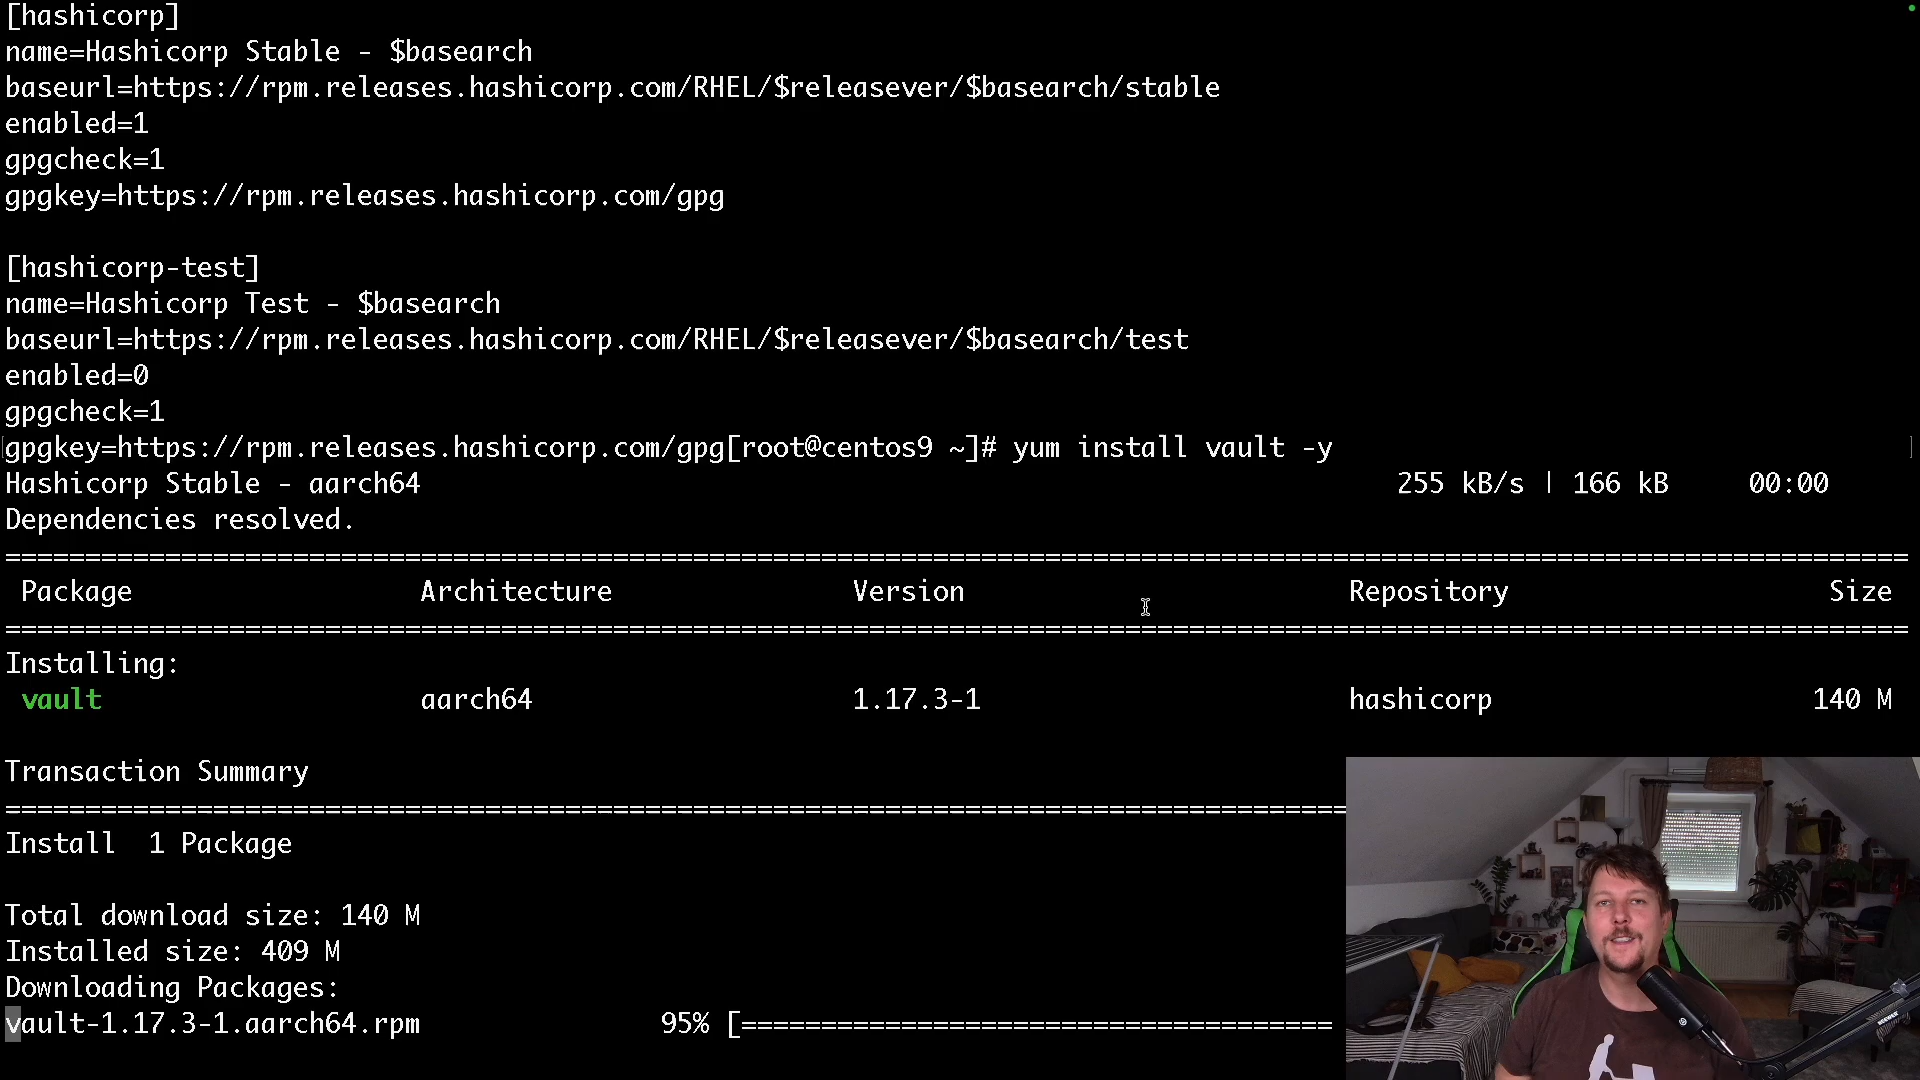 [hashicorp]
name=Hashicorp Stable - $basearch
baseurl=https://rpm.releases.hashicorp.com/RHEL/$releasever/$basearch/stable
enabled=1
gpgcheck=1
gpgkey=https://rpm.releases.hashicorp.com/gpg
[hashicorp-test]
name=Hashicorp Test - $basearch
baseurl=https://rpm.releases.hashicorp.com/RHEL/$releasever/$basearch/test
enabled=0
gpgcheck=1
gpgkey=https://rpm.releases.hashicorp.com/gpg[root@centos9 ~]# yum install vault -y
Hashicorp Stable - aarch64 255 kB/s | 166 kB 00:00
Dependencies resolved.
Package Architecture Version Repository Size
Installing:
vault aarch64 1.17.3-1 hashicorp 140 M
Transaction Summary
Install 1 Package
Total download size: 140 M
Installed size: 409 M
Downloading Packages:
vault-1.17.3-1.aarch64.rpm 95% [=====================================